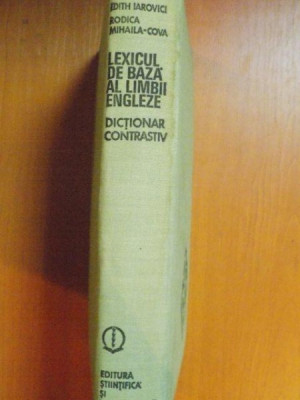 EDITH IAROVICI
RODICA
MIHAILA-COVA
LEXICUL
DE BAZĂ
AL LIMBII
ENGLEZE
DICȚIONAR
CONTRASTIV
EDITURA
ȘTIINȚIFICĂ
ȘI